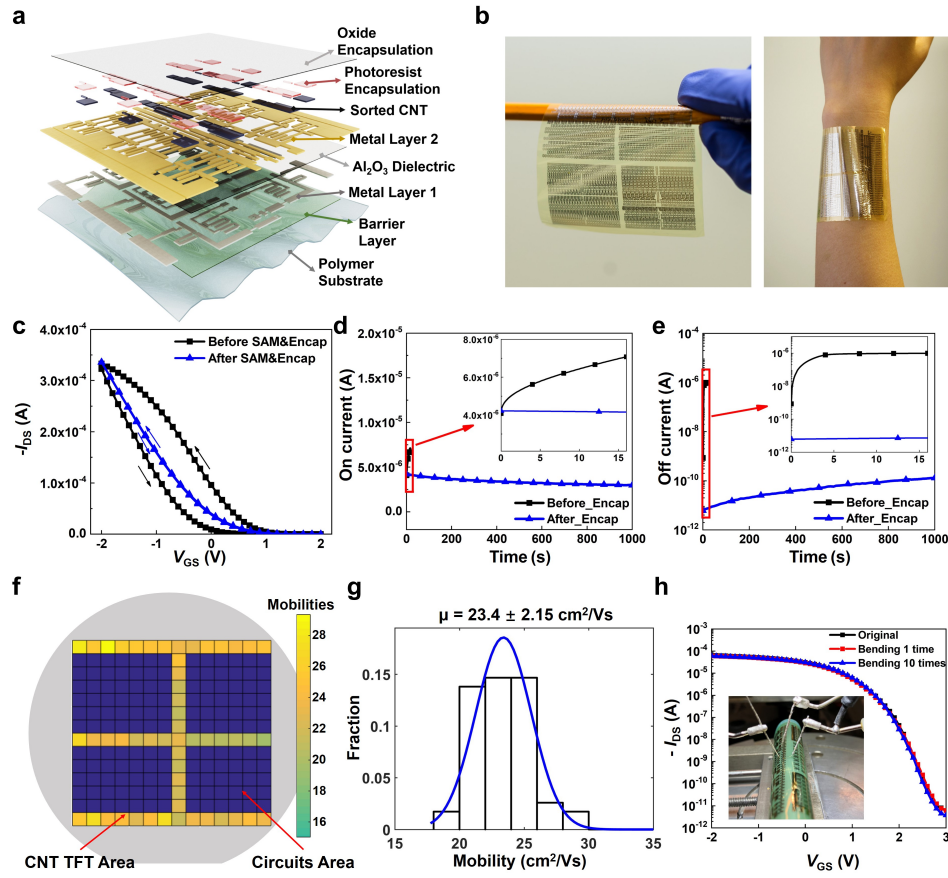 a
Oxide
Encapsulation
Photoresist
Encapsulation
Sorted CNT
Metal Layer 2
Al₂O₃ Dielectric
Metal Layer 1
Barrier
Layer
Polymer
Substrate
b
c
4.0x10⁻⁴
3.0x10⁻⁴
2.0x10⁻⁴
1.0x10⁻⁴
0.0
-I_DS (A)
Before SAM&Encap
After SAM&Encap
-2 -1 0 1 2
V_GS (V)
d
2.0x10⁻⁵
1.5x10⁻⁵
1.0x10⁻⁵
5.0x10⁻⁶
0.0
On current (A)
8.0x10⁻⁶
6.0x10⁻⁶
4.0x10⁻⁶
0 5 10 15
Before_Encap
After_Encap
0 200 400 600 800 1000
Time (s)
e
10⁻⁴
10⁻⁶
10⁻⁸
10⁻¹⁰
10⁻¹²
Off current (A)
10⁻⁶
10⁻⁸
10⁻¹⁰
10⁻¹²
0 5 10 15
Before_Encap
After_Encap
0 200 400 600 800 1000
Time (s)
f
Mobilities
28
26
24
22
20
18
16
CNT TFT Area
Circuits Area
g
μ = 23.4 ± 2.15 cm²/Vs
0.15
0.1
0.05
0
Fraction
15 20 25 30 35
Mobility (cm²/Vs)
h
10⁻³
10⁻⁴
10⁻⁵
10⁻⁶
10⁻⁷
10⁻⁸
10⁻⁹
10⁻¹⁰
10⁻¹¹
10⁻¹²
- I_DS (A)
Original
Bending 1 time
Bending 10 times
-2 -1 0 1 2 3
V_GS (V)